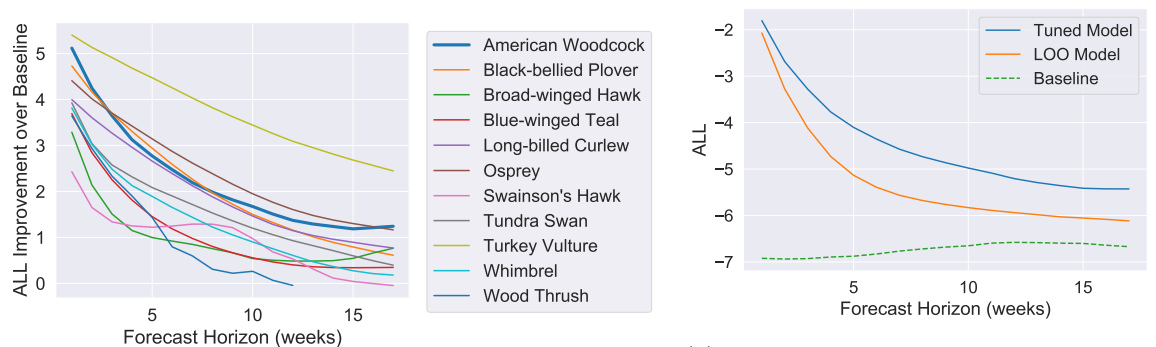 ALL Improvement over Baseline
5
4
3
2
1
0
5
10
15
Forecast Horizon (weeks)
American Woodcock
Black-bellied Plover
Broad-winged Hawk
Blue-winged Teal
Long-billed Curlew
Osprey
Swainson's Hawk
Tundra Swan
Turkey Vulture
Whimbrel
Wood Thrush
ALL
−2
−3
−4
−5
−6
−7
5
10
15
Forecast Horizon (weeks)
Tuned Model
LOO Model
Baseline